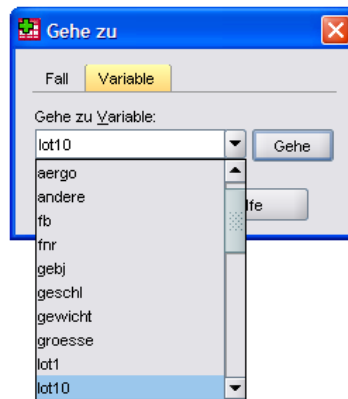 Gehe zu
Fall Variable
Gehe zu Variable:
lot10 Gehe
aergo
andere
fb
fnr
gebj
geschl
gewicht
groesse
lot1
lot10